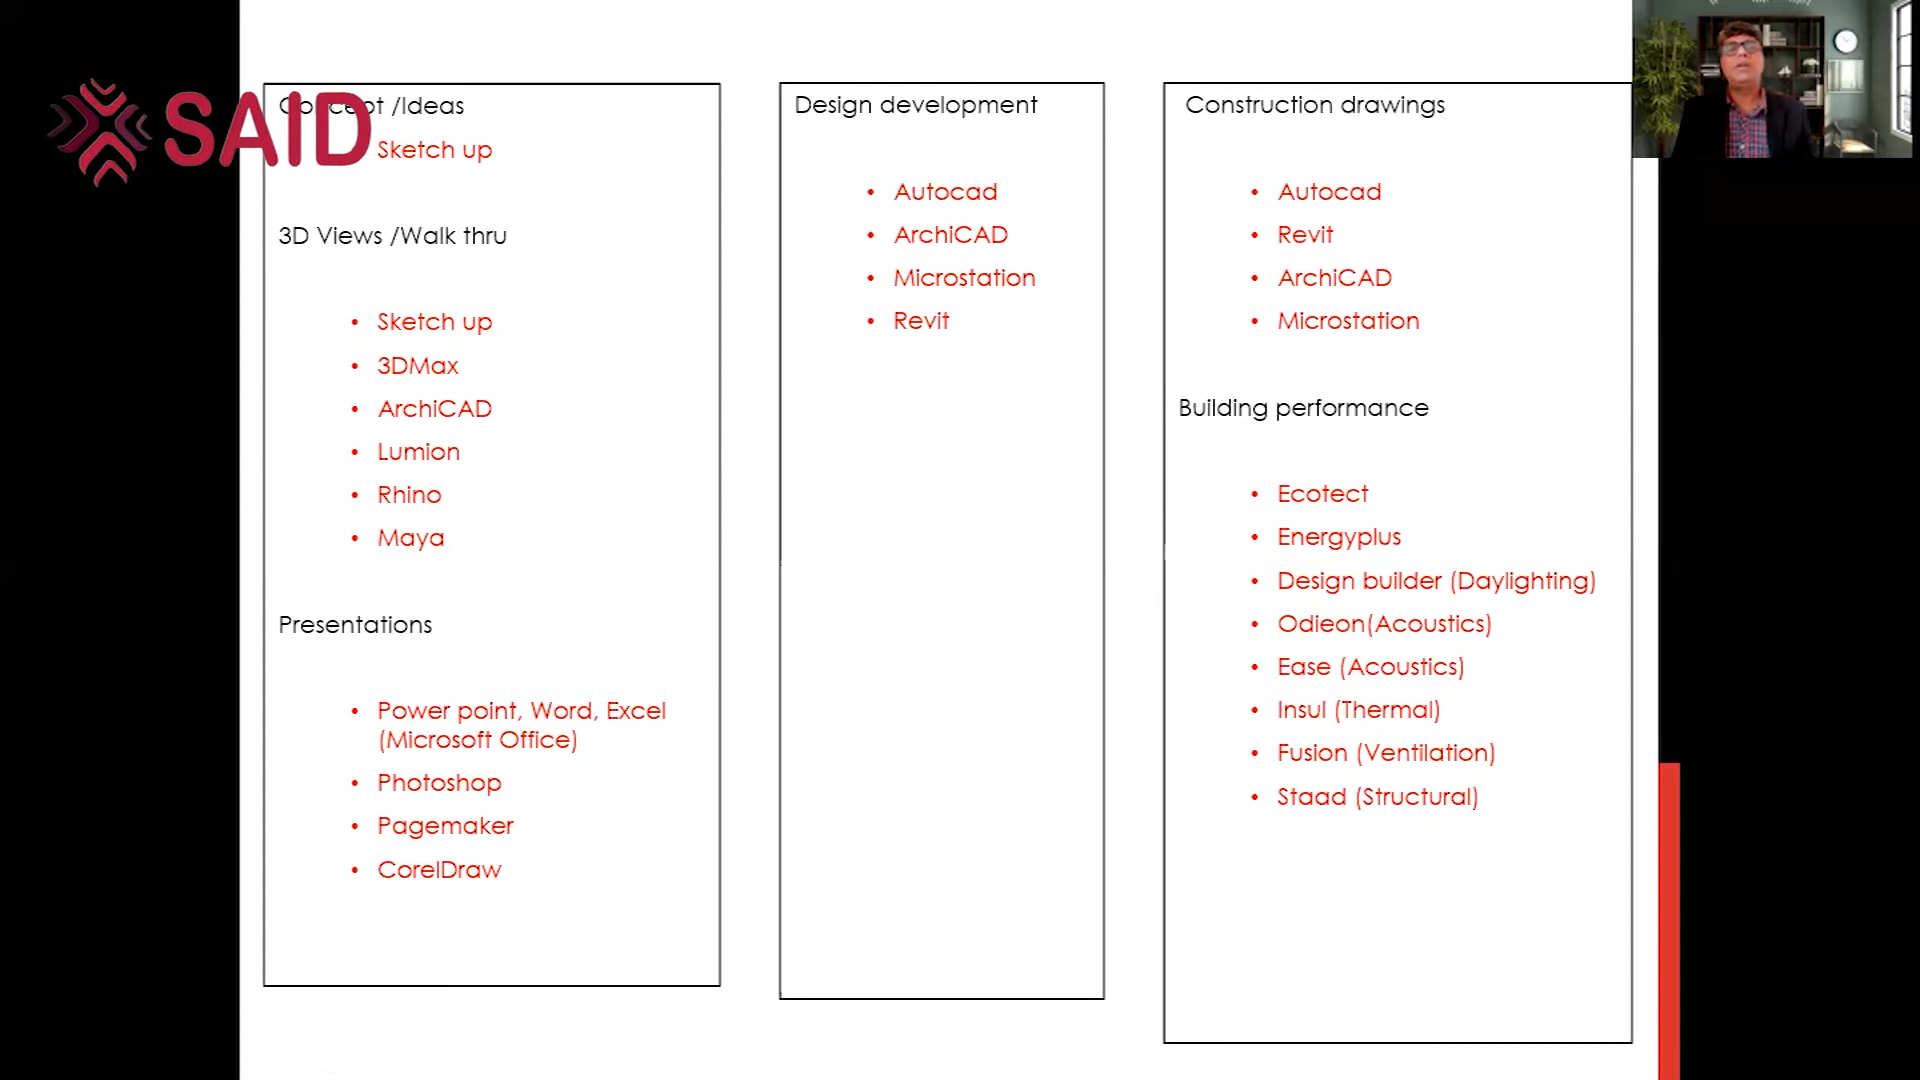 SAID
Concept /Ideas
Sketch up
3D Views /Walk thru
• Sketch up
• 3DMax
• ArchiCAD
• Lumion
• Rhino
• Maya
Presentations
• Power point, Word, Excel
(Microsoft Office)
• Photoshop
• Pagemaker
• CorelDraw
Design development
• Autocad
• ArchiCAD
• Microstation
• Revit
Construction drawings
• Autocad
• Revit
• ArchiCAD
• Microstation
Building performance
• Ecotect
• Energyplus
• Design builder (Daylighting)
• Odieon(Acoustics)
• Ease (Acoustics)
• Insul (Thermal)
• Fusion (Ventilation)
• Staad (Structural)